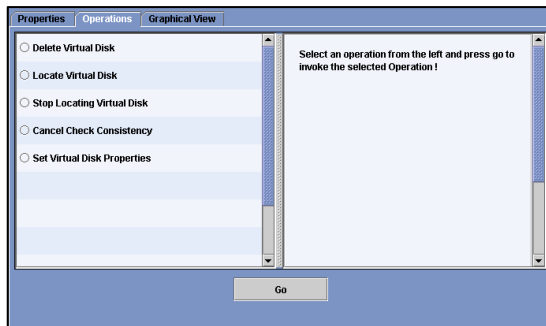 Properties
Operations
Graphical View
Delete Virtual Disk
Locate Virtual Disk
Stop Locating Virtual Disk
Cancel Check Consistency
Set Virtual Disk Properties
Select an operation from the left and press go to
invoke the selected Operation !
Go